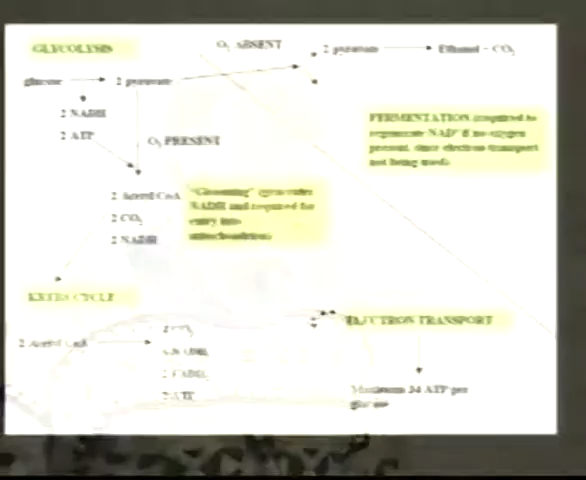 GLYCOLYSIS
O₂ ABSENT
2 pyruvate
Ethanol + CO₂
glucose
2 pyruvate
2 NADH
2 ATP
O₂ PRESENT
FERMENTATION (required to
regenerate NAD⁺ if no oxygen
present, since electron transport
not being used)
2 Acetyl CoA
2 CO₂
2 NADH
"Grooming" (generates
NADH and required for
entry into
mitochondrion)
KREBS CYCLE
ELECTRON TRANSPORT
2 Acetyl CoA
6 NADH
2 FADH₂
2 ATP
Maximum 34 ATP per
glucose